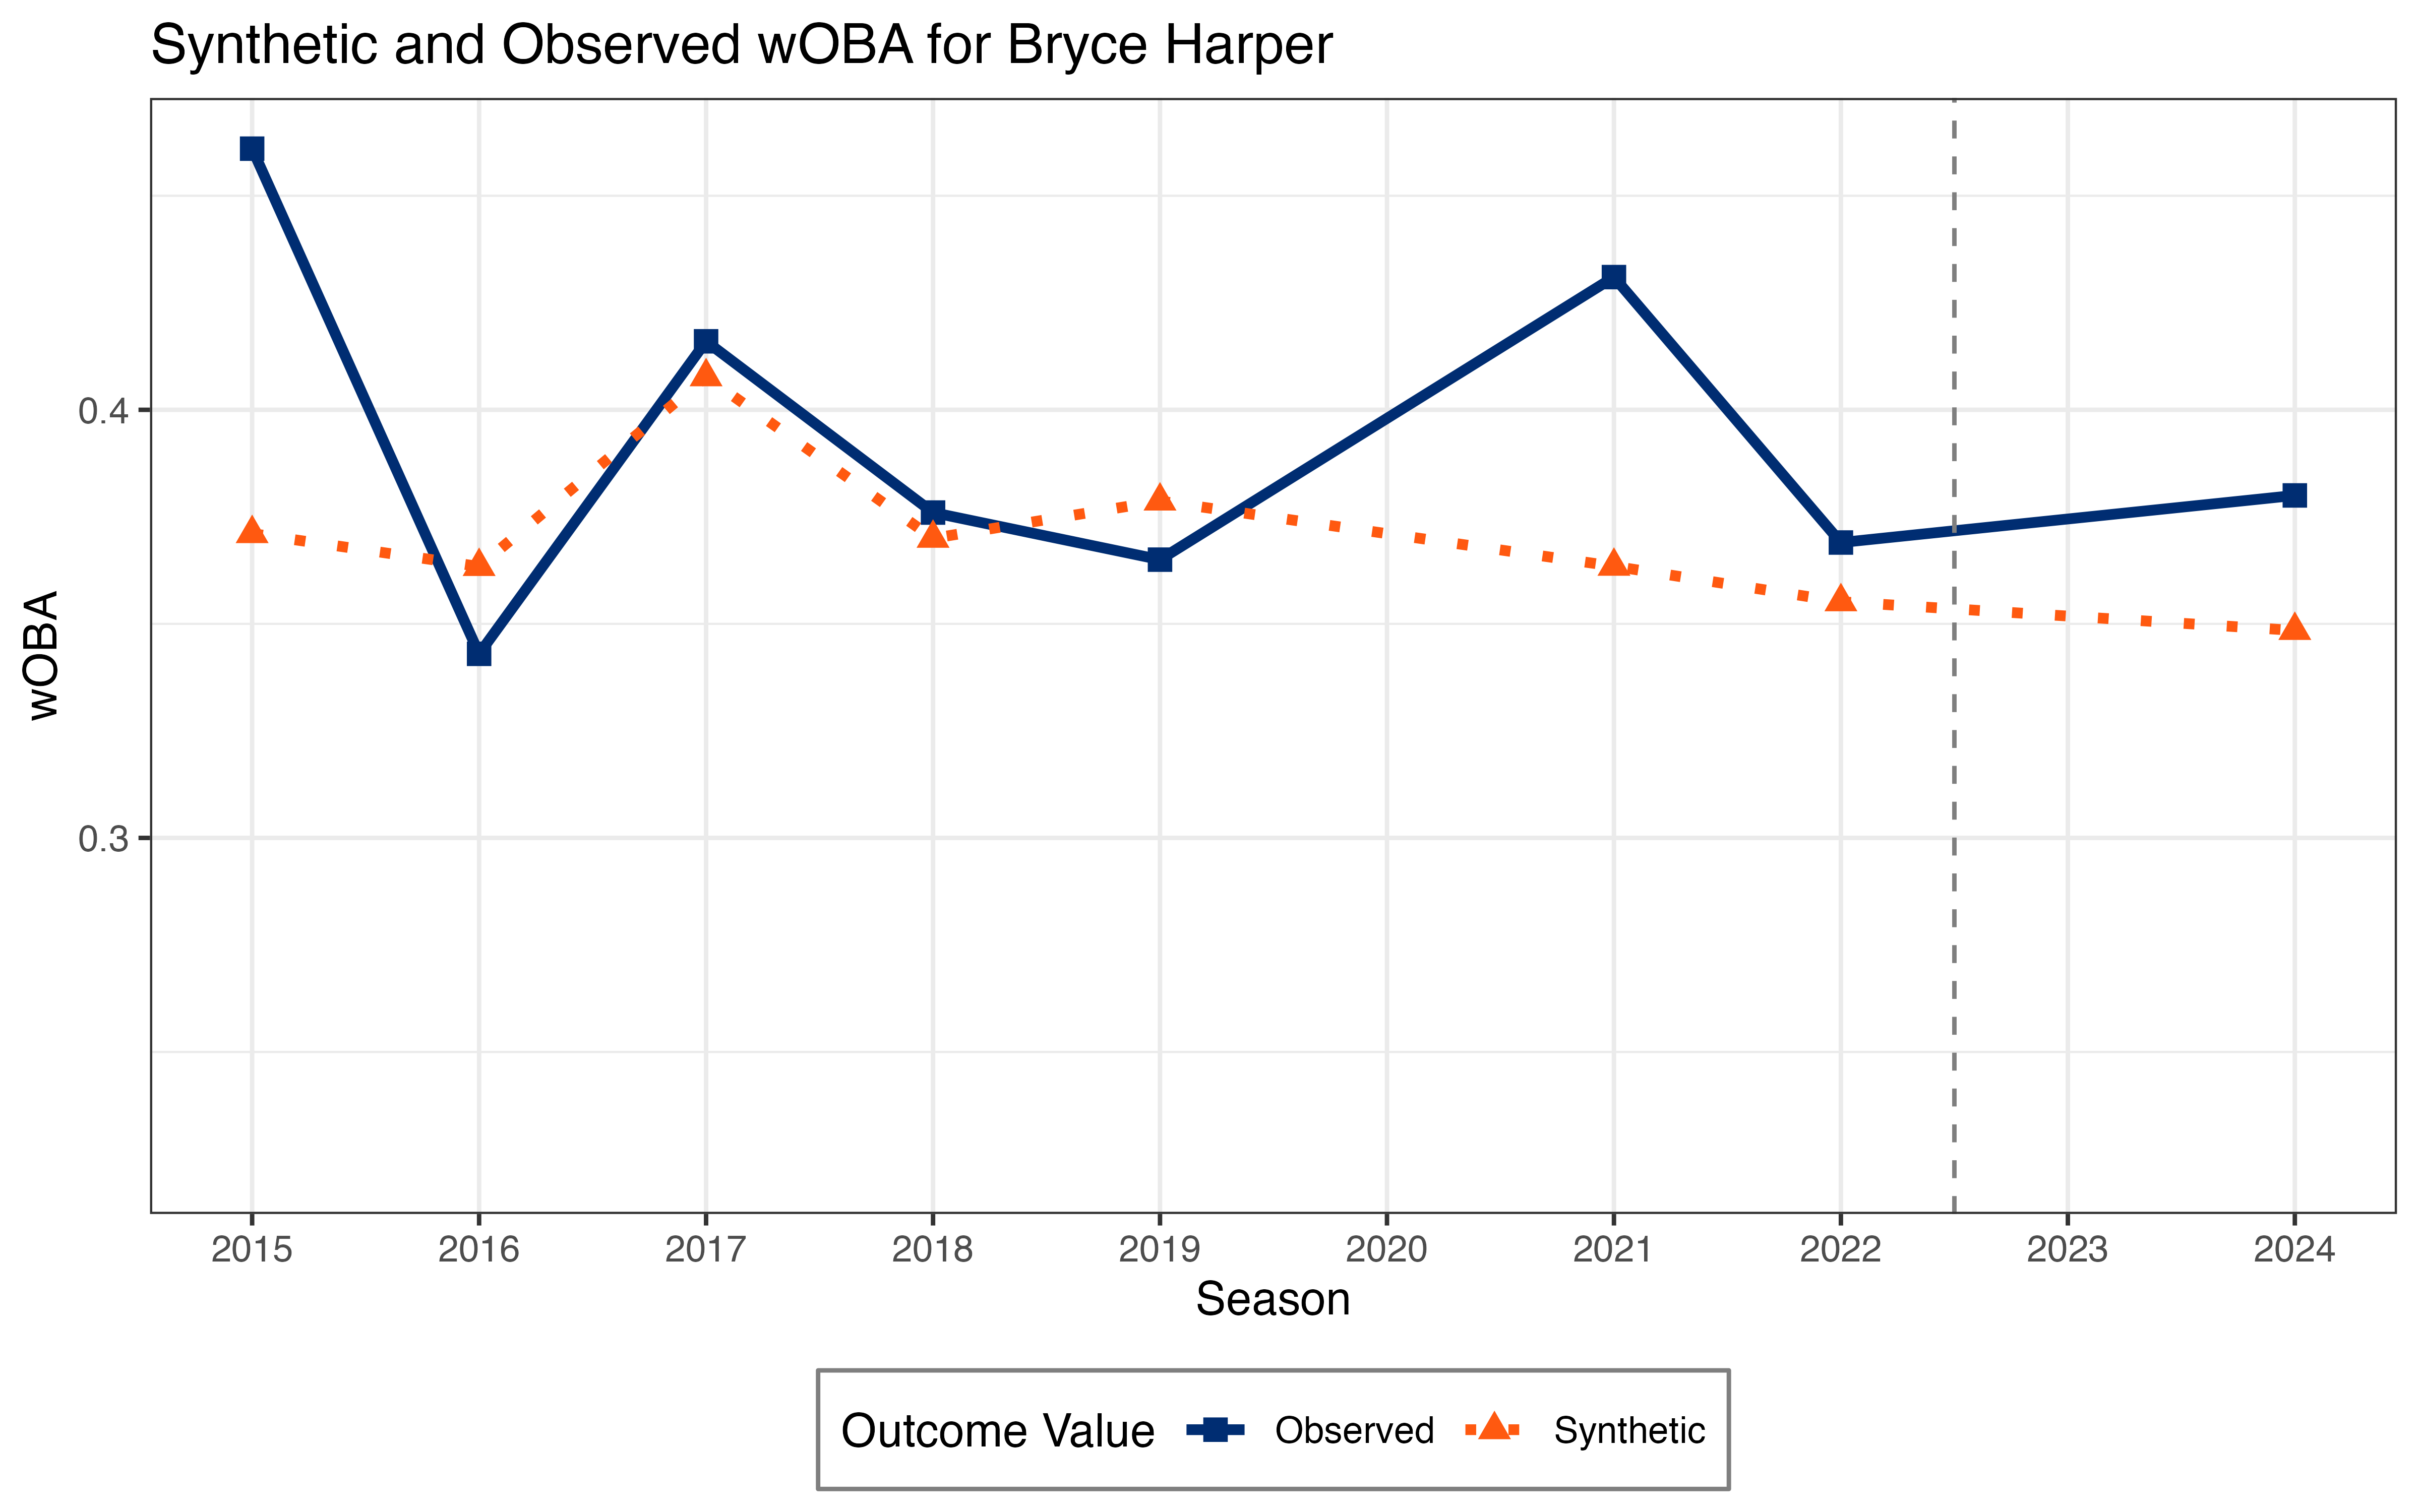 Synthetic and Observed wOBA for Bryce Harper
wOBA
0.4
0.3
2015 2016 2017 2018 2019 2020 2021 2022 2023 2024
Season
Outcome Value Observed Synthetic